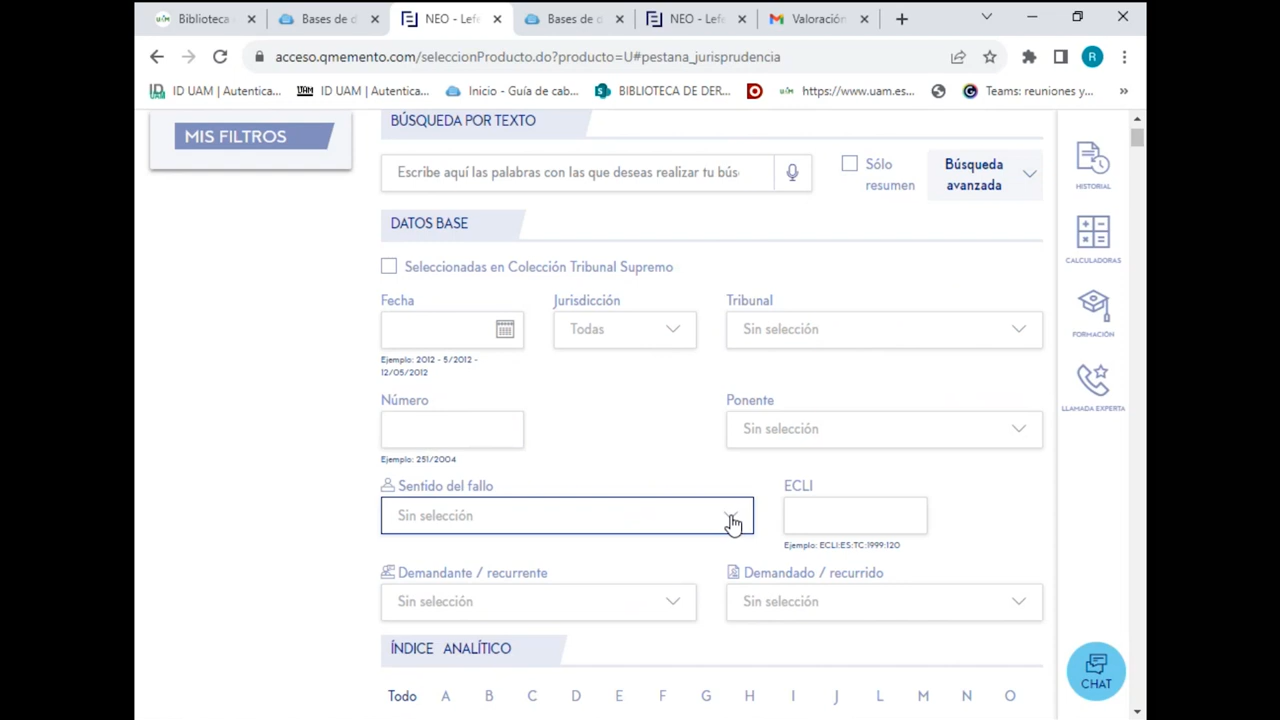 Biblioteca
Bases de d
NEO - Lefe
Bases de d
NEO - Lefe
Valoración
acceso.qmemento.com/seleccionProducto.do?producto=U#pestana_jurisprudencia
R
ID UAM | Autentica...
ID UAM | Autentica...
Inicio - Guía de cab...
BIBLIOTECA DE DER...
https://www.uam.es...
Teams: reuniones y...
»
MIS FILTROS
BÚSQUEDA POR TEXTO
Escribe aquí las palabras con las que deseas realizar tu bús
Sólo
resumen
Búsqueda
avanzada
DATOS BASE
Seleccionadas en Colección Tribunal Supremo
Fecha
Jurisdicción
Tribunal
Todas
Sin selección
Ejemplo: 2012 - 5/2012 -
12/05/2012
Número
Ponente
Sin selección
Ejemplo: 251/2004
Sentido del fallo
ECLI
Sin selección
Ejemplo: ECLI:ES:TC:1999:120
Demandante / recurrente
Demandado / recurrido
Sin selección
Sin selección
ÍNDICE ANALÍTICO
Todo A B C D E F G H I J L M N O
HISTORIAL
CALCULADORAS
FORMACIÓN
LLAMADA EXPERTA
CHAT